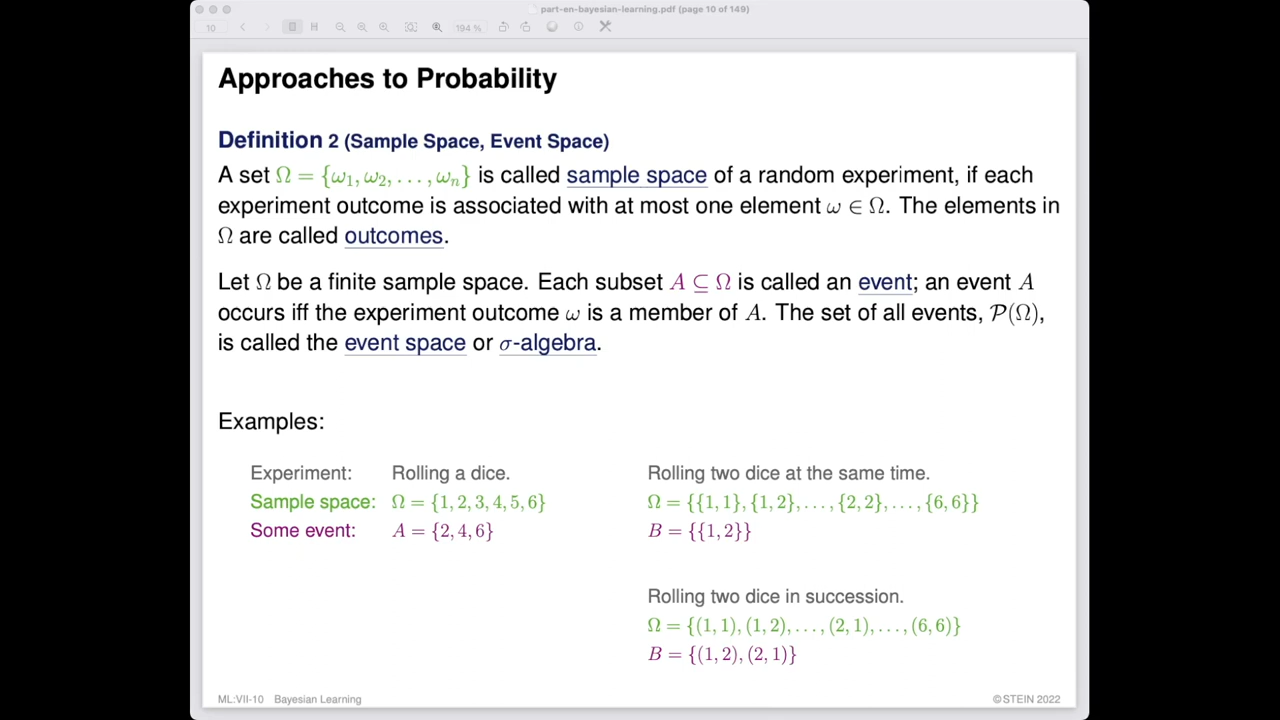 part-en-bayesian-learning.pdf (page 10 of 149)
10
194 %
Approaches to Probability
Definition 2 (Sample Space, Event Space)
A set Ω = {ω₁, ω₂, . . . , ωₙ} is called sample space of a random experiment, if each
experiment outcome is associated with at most one element ω ∈ Ω. The elements in
Ω are called outcomes.
Let Ω be a finite sample space. Each subset A ⊆ Ω is called an event; an event A
occurs iff the experiment outcome ω is a member of A. The set of all events, 𝒫(Ω),
is called the event space or σ-algebra.
Examples:
Experiment: Rolling a dice.
Sample space: Ω = {1, 2, 3, 4, 5, 6}
Some event: A = {2, 4, 6}
Rolling two dice at the same time.
Ω = {{1, 1}, {1, 2}, . . . , {2, 2}, . . . , {6, 6}}
B = {{1, 2}}
Rolling two dice in succession.
Ω = {(1, 1), (1, 2), . . . , (2, 1), . . . , (6, 6)}
B = {(1, 2), (2, 1)}
ML:VII-10 Bayesian Learning
©STEIN 2022